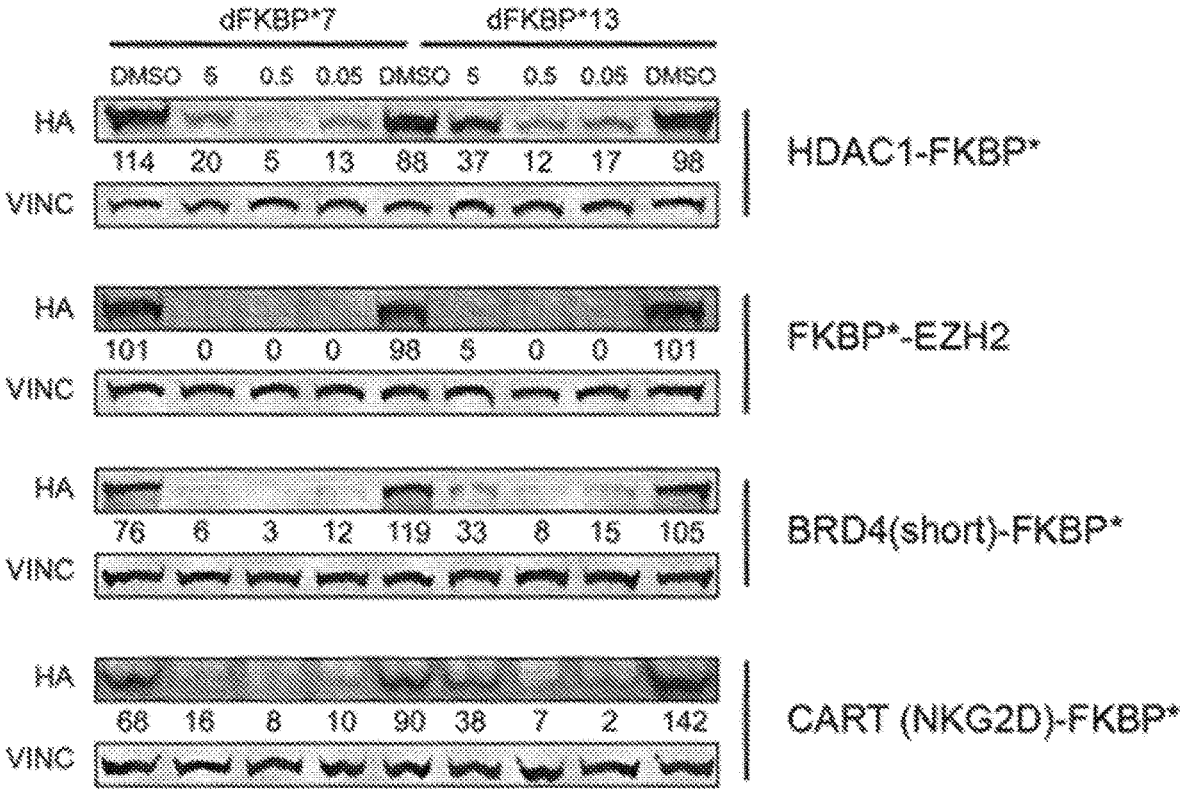 dFKBP*7 dFKBP*13
DMSO 5 0.5 0.05 DMSO 5 0.5 0.05 DMSO
HA
114 20 5 13 88 37 12 17 98
HDAC1-FKBP*
VINC
HA
101 0 0 0 98 5 0 0 101
FKBP*-EZH2
VINC
HA
76 6 3 12 119 33 8 15 105
BRD4(short)-FKBP*
VINC
HA
68 16 8 10 90 38 7 2 142
CART (NKG2D)-FKBP*
VINC